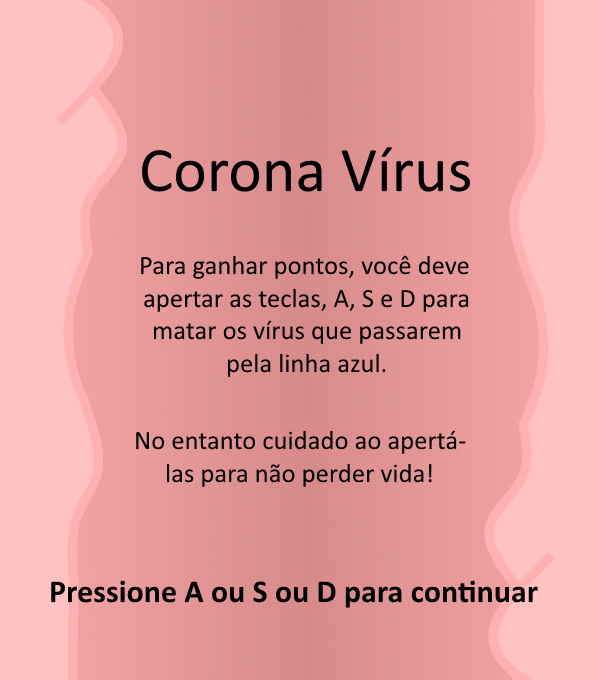 Corona Vírus
Para ganhar pontos, você deve
apertar as teclas, A, S e D para
matar os vírus que passarem
pela linha azul.
No entanto cuidado ao apertá-
las para não perder vida!
Pressione A ou S ou D para continuar